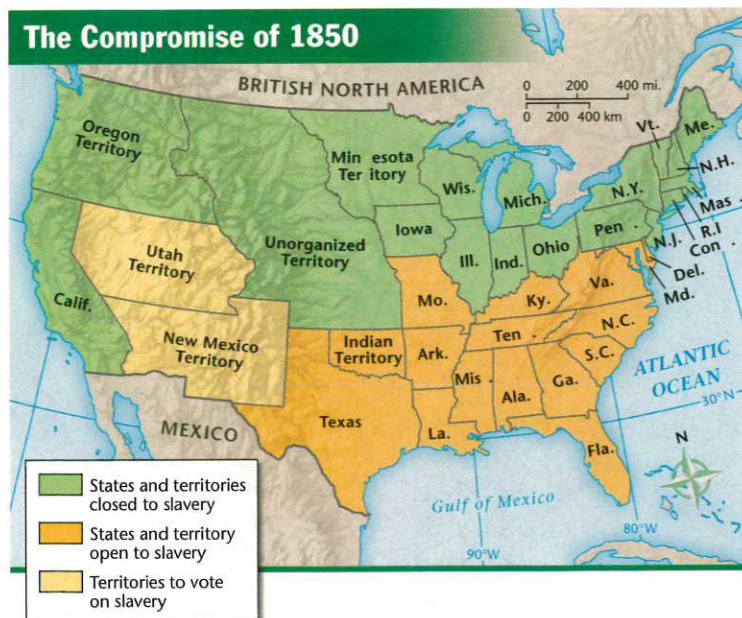 The Compromise of 1850
BRITISH NORTH AMERICA
0 200 400 mi.
0 200 400 km
Oregon
Territory
Min esota
Ter itory
Vt.
Me.
N.H.
Wis.
Mich.
N.Y.
Mas .
R.I
Con .
Iowa
Pen .
N.J.
Unorganized
Territory
Utah
Territory
Ill.
Ind.
Ohio
Del.
Md.
Calif.
Mo.
Ky.
Va.
New Mexico
Territory
Indian
Territory
Ten .
N.C.
Ark.
S.C.
ATLANTIC
OCEAN
Mis .
Ala.
Ga.
30°N
Texas
La.
Fla.
MEXICO
N
Gulf of Mexico
90°W
80°W
States and territories
closed to slavery
States and territory
open to slavery
Territories to vote
on slavery